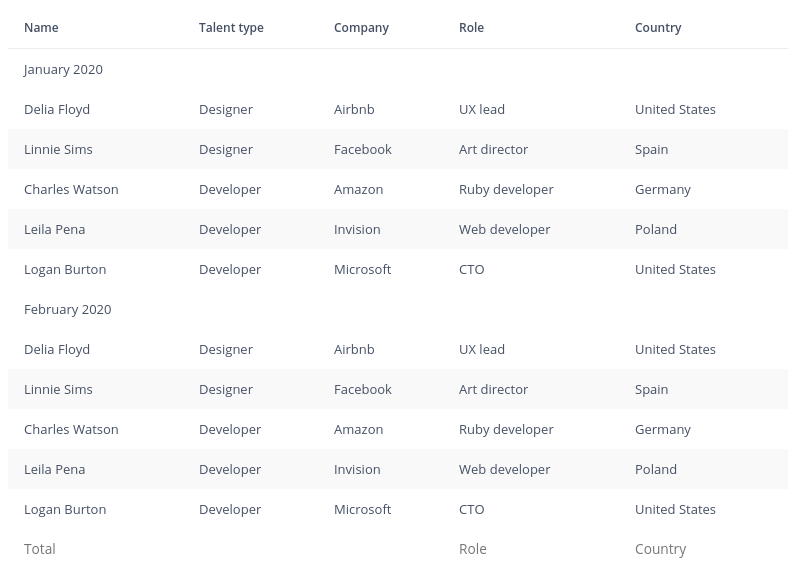 Name Talent type Company Role Country
January 2020
Delia Floyd Designer Airbnb UX lead United States
Linnie Sims Designer Facebook Art director Spain
Charles Watson Developer Amazon Ruby developer Germany
Leila Pena Developer Invision Web developer Poland
Logan Burton Developer Microsoft CTO United States
February 2020
Delia Floyd Designer Airbnb UX lead United States
Linnie Sims Designer Facebook Art director Spain
Charles Watson Developer Amazon Ruby developer Germany
Leila Pena Developer Invision Web developer Poland
Logan Burton Developer Microsoft CTO United States
Total Role Country